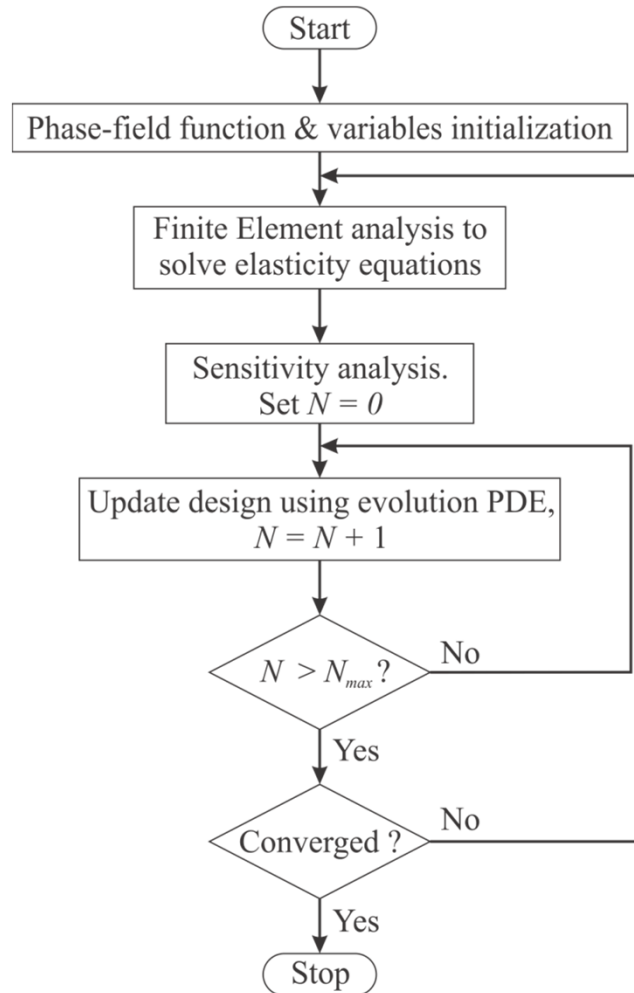 Start
Phase-field function & variables initialization
Finite Element analysis to
solve elasticity equations
Sensitivity analysis.
Set N = 0
Update design using evolution PDE,
N = N + 1
N > Nmax ?
No
Yes
Converged ?
No
Yes
Stop